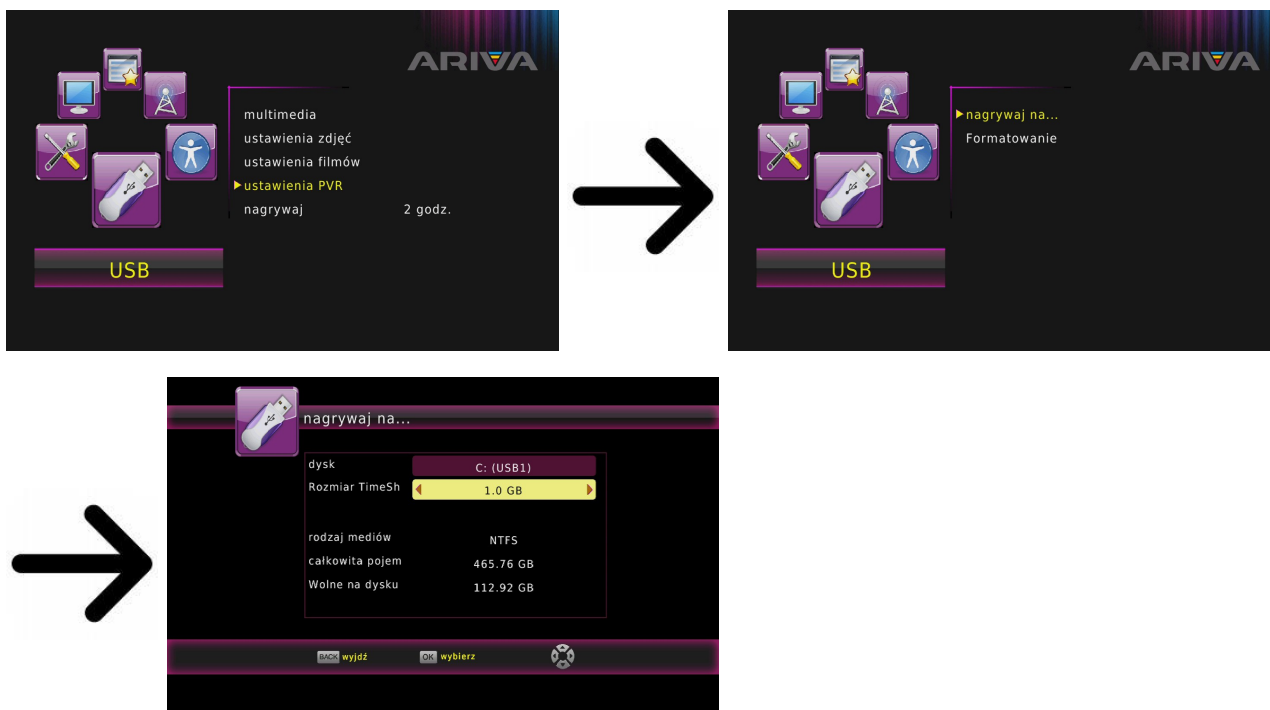 ARIVA
multimedia
ustawienia zdjęć
ustawienia filmów
ustawienia PVR
nagrywaj 2 godz.
USB
ARIVA
nagrywaj na...
Formatowanie
USB
nagrywaj na...
dysk C: (USB1)
Rozmiar TimeSh 1.0 GB
rodzaj mediów NTFS
całkowita pojem 465.76 GB
Wolne na dysku 112.92 GB
BACK wyjdź OK wybierz